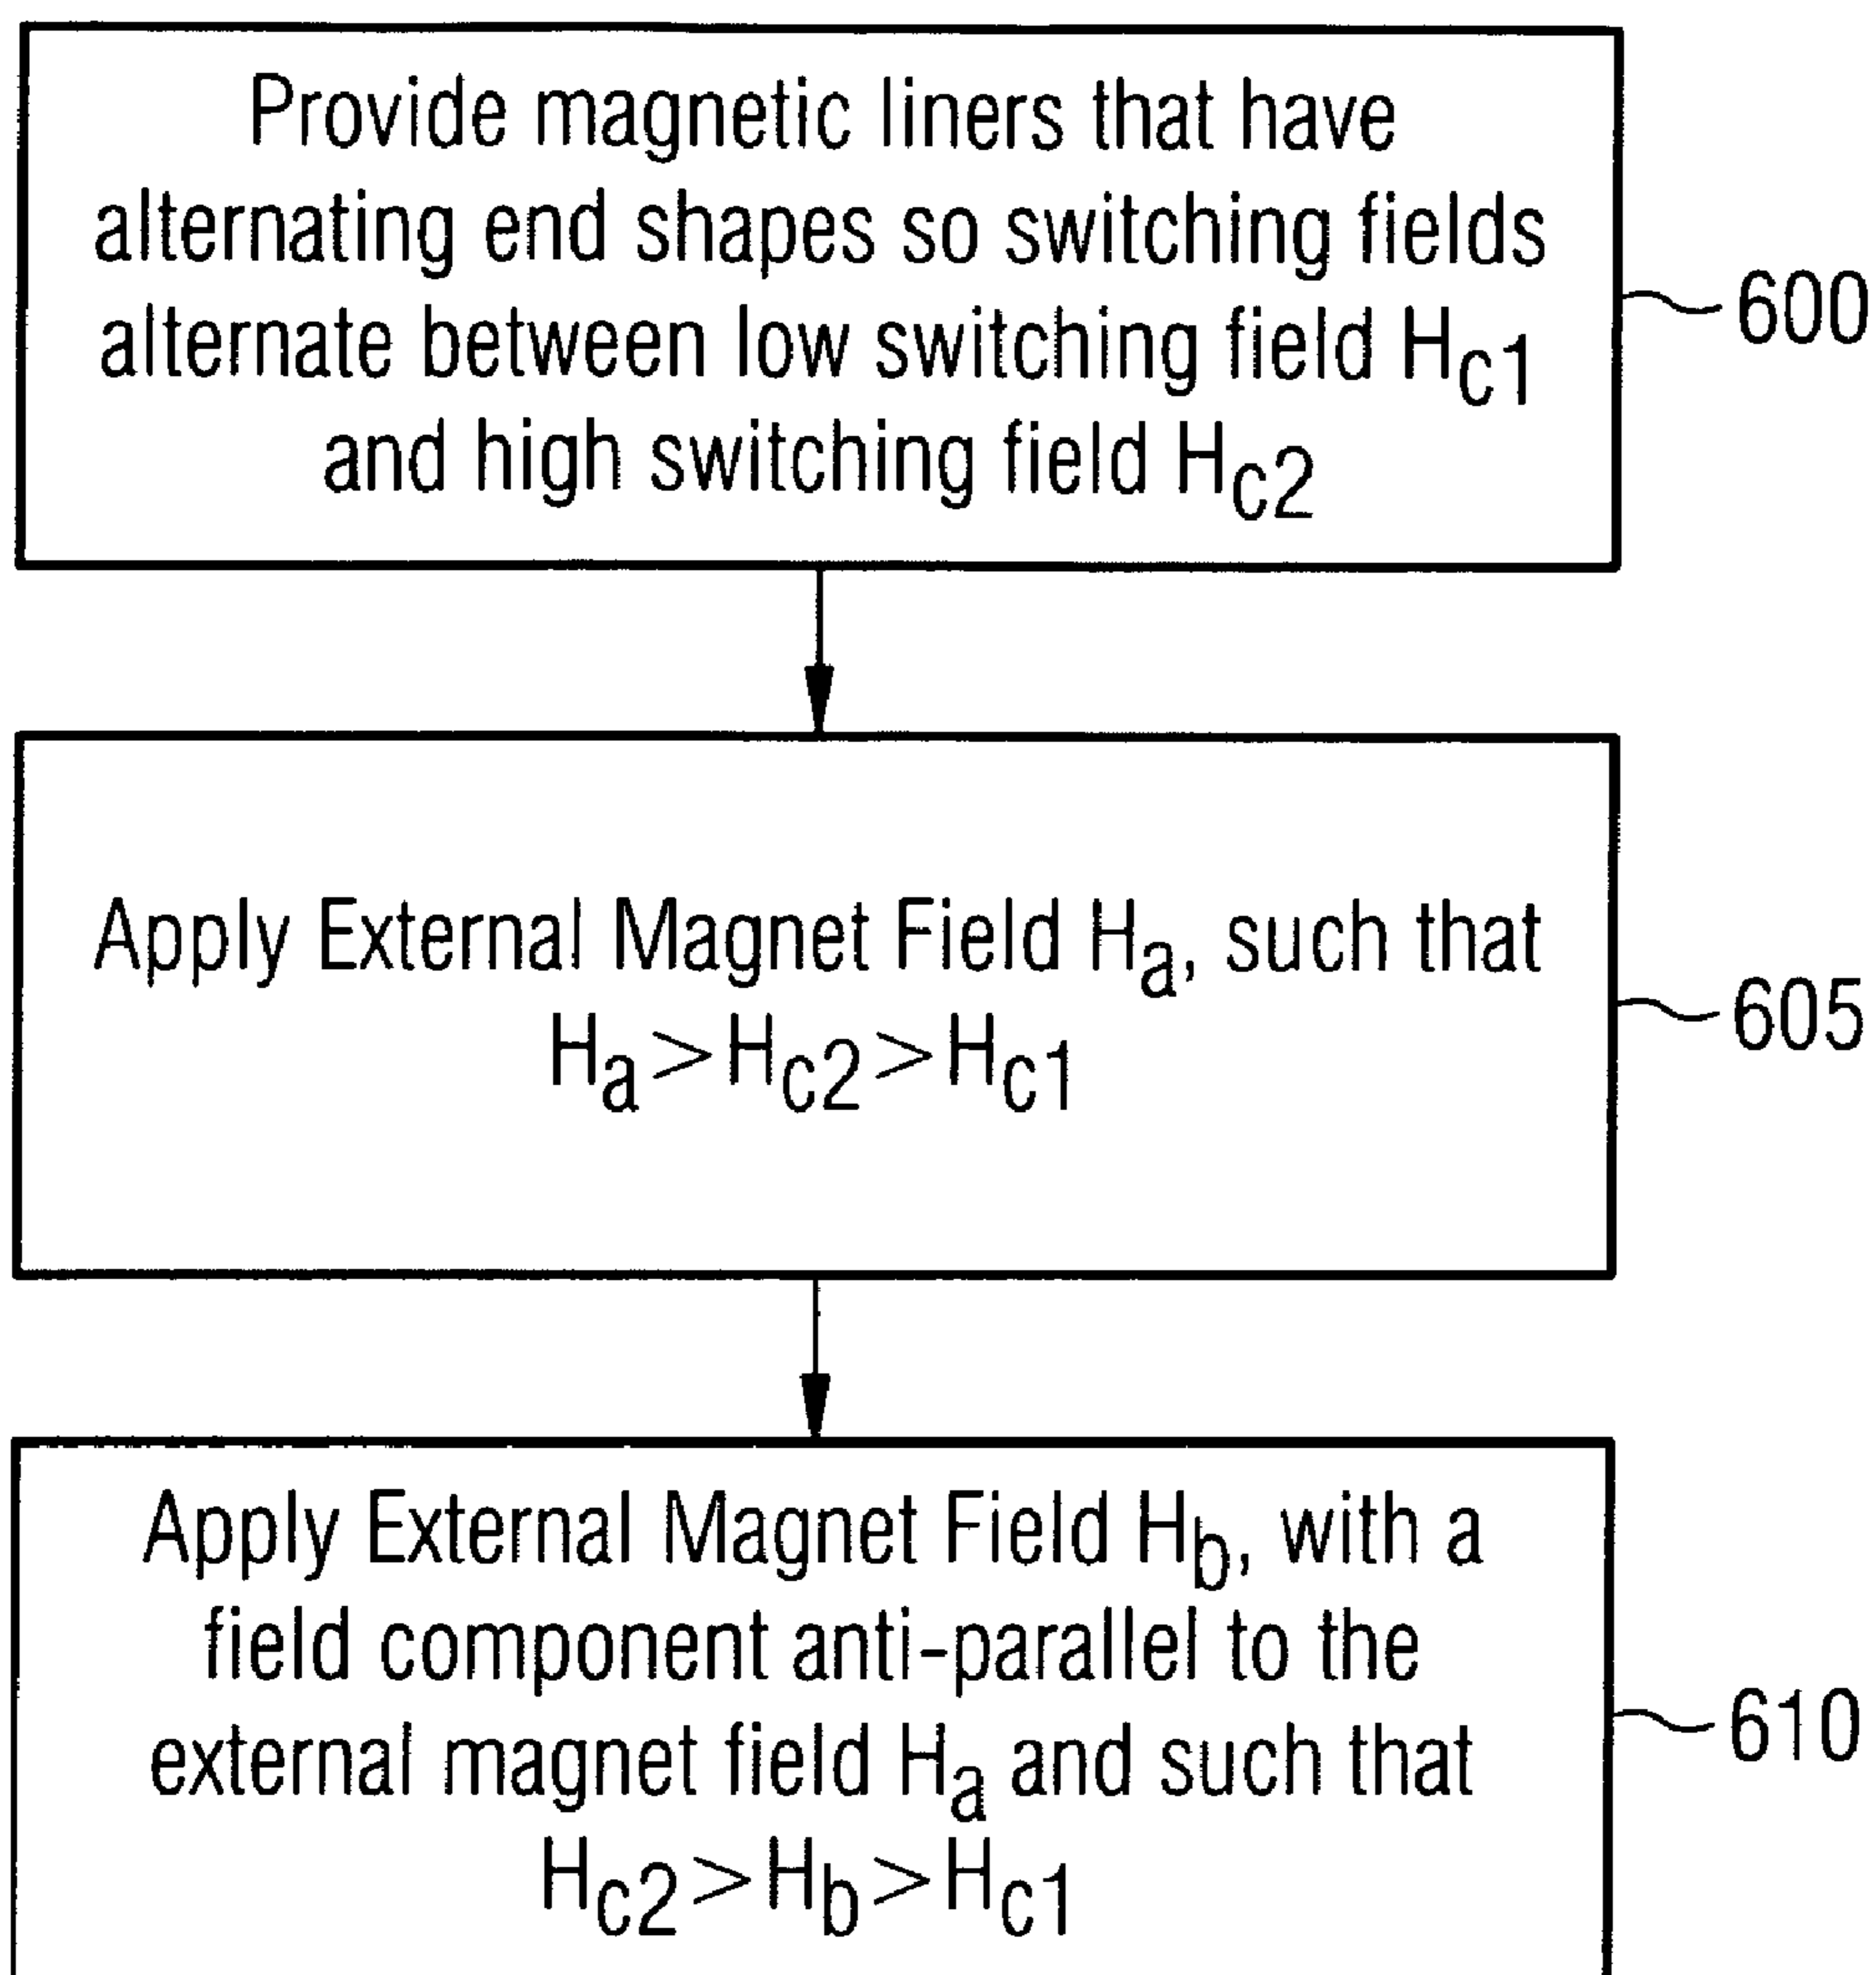 Provide magnetic liners that have
alternating end shapes so switching fields
alternate between low switching field Hc1
and high switching field Hc2
600
Apply External Magnet Field Ha, such that
Ha > Hc2 > Hc1
605
Apply External Magnet Field Hb, with a
field component anti-parallel to the
external magnet field Ha and such that
Hc2 > Hb > Hc1
610